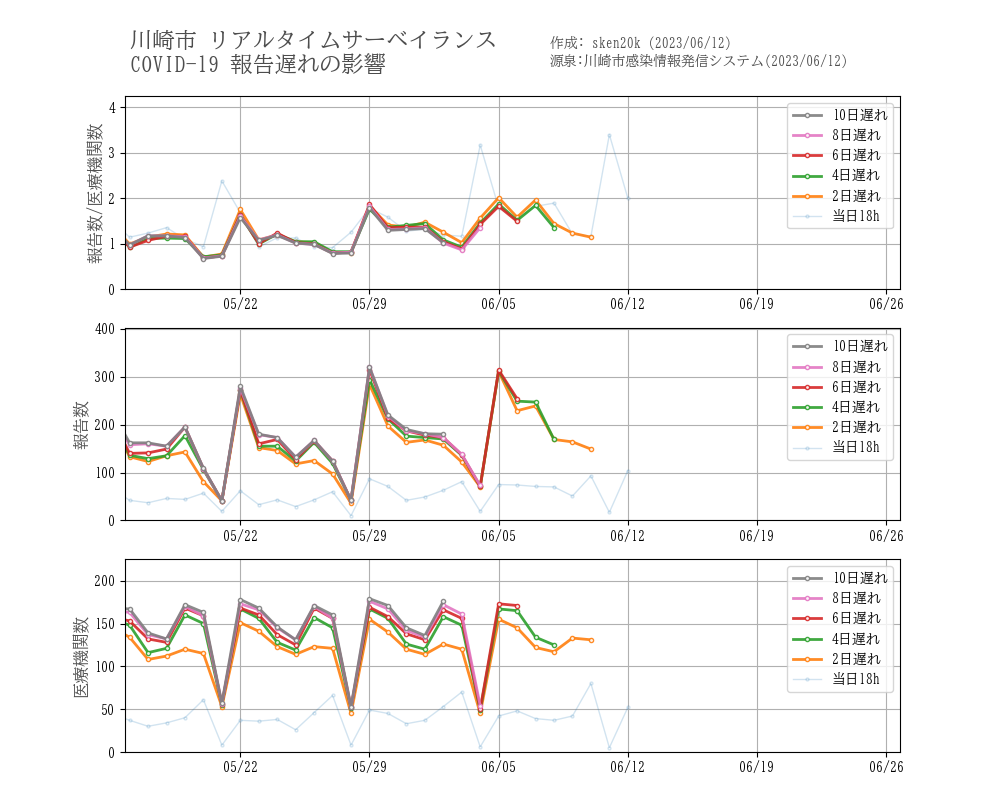 川崎市 リアルタイムサーベイランス
COVID-19 報告遅れの影響
作成: sken20k (2023/06/12)
源泉:川崎市感染情報発信システム(2023/06/12)
報告数/医療機関数
4
3
2
1
0
10日遅れ
8日遅れ
6日遅れ
4日遅れ
2日遅れ
当日18h
05/22 05/29 06/05 06/12 06/19 06/26
報告数
400
300
200
100
0
10日遅れ
8日遅れ
6日遅れ
4日遅れ
2日遅れ
当日18h
05/22 05/29 06/05 06/12 06/19 06/26
医療機関数
200
150
100
50
0
10日遅れ
8日遅れ
6日遅れ
4日遅れ
2日遅れ
当日18h
05/22 05/29 06/05 06/12 06/19 06/26